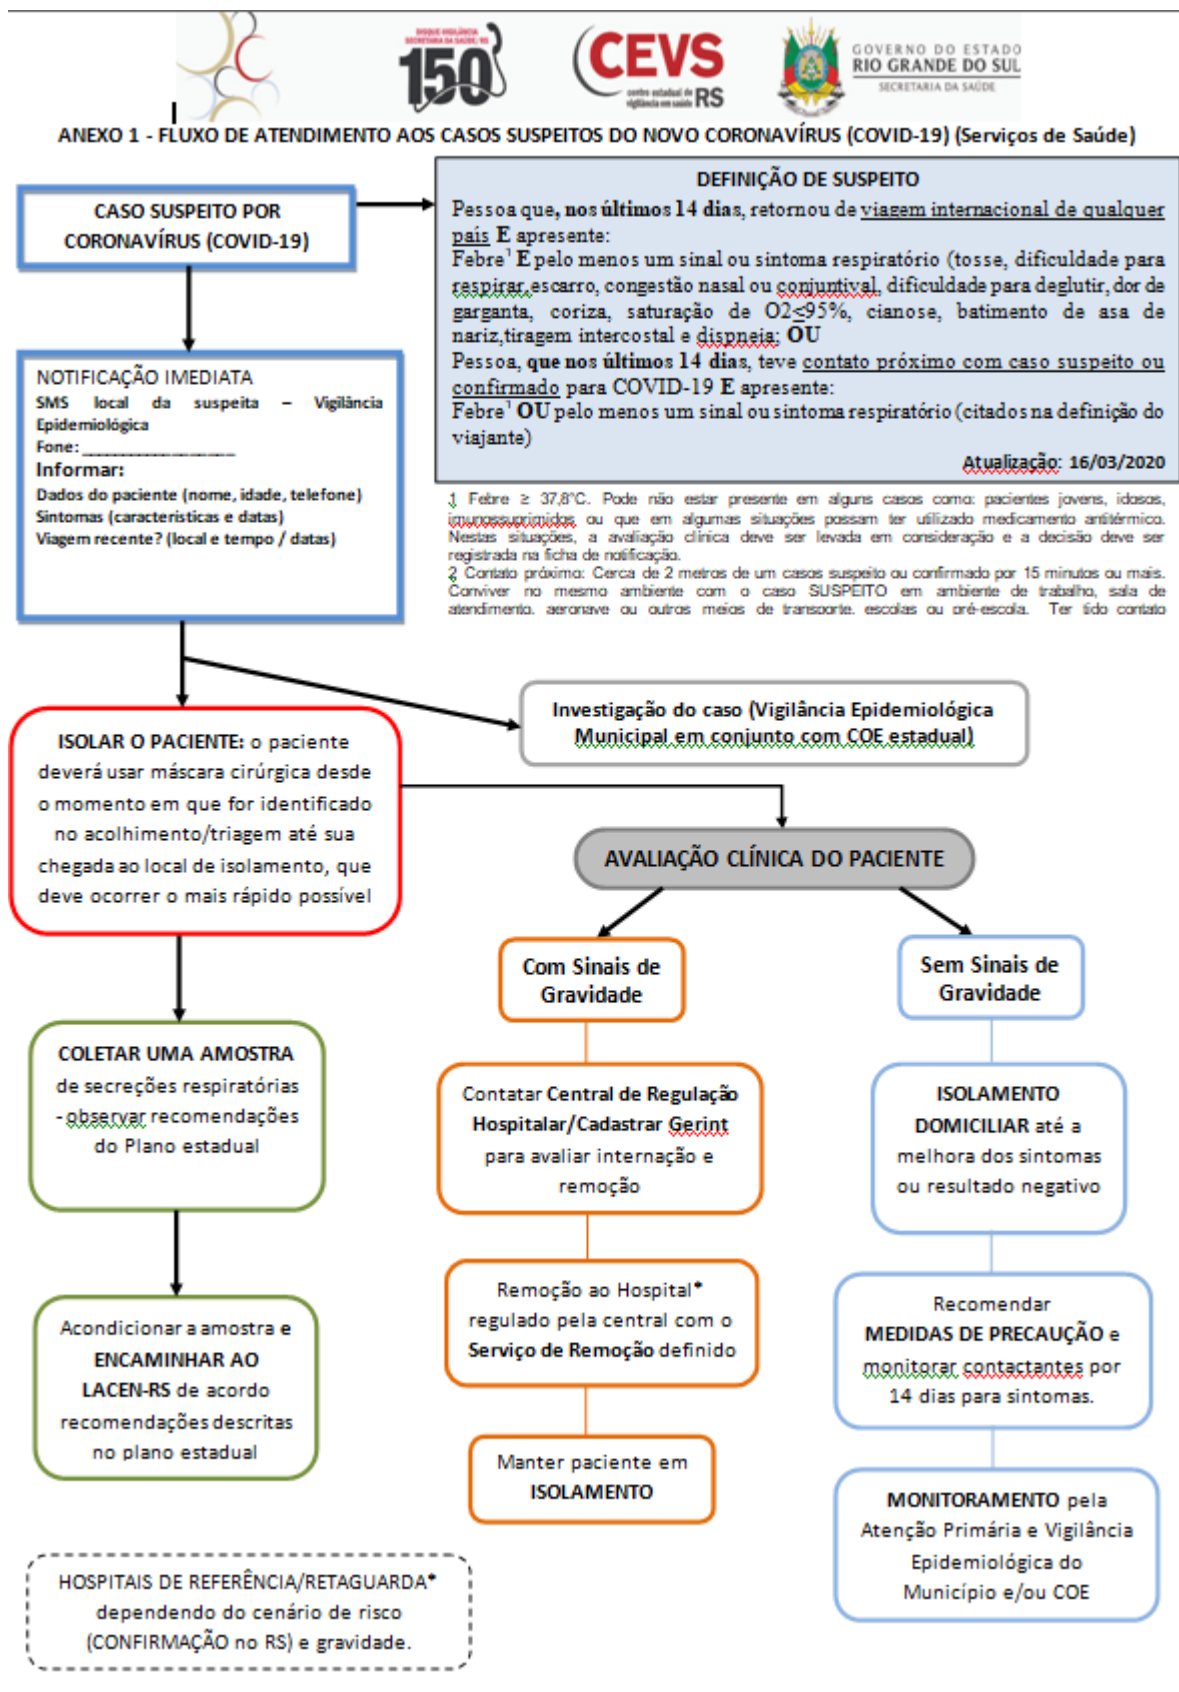 DISQUE VIGILÂNCIA
SECRETARIA DA SAÚDE/RS
150
CEVS
centro estadual de
vigilância em saúde RS
GOVERNO DO ESTADO
RIO GRANDE DO SUL
SECRETARIA DA SAÚDE
ANEXO 1 - FLUXO DE ATENDIMENTO AOS CASOS SUSPEITOS DO NOVO CORONAVÍRUS (COVID-19) (Serviços de Saúde)
CASO SUSPEITO POR
CORONAVÍRUS (COVID-19)
DEFINIÇÃO DE SUSPEITO
Pessoa que, nos últimos 14 dias, retornou de viagem internacional de qualquer
país E apresente:
Febre¹ E pelo menos um sinal ou sintoma respiratório (tosse, dificuldade para
respirar,escarro, congestão nasal ou conjuntival, dificuldade para deglutir, dor de
garganta, coriza, saturação de O2≤95%, cianose, batimento de asa de
nariz,tiragem intercostal e dispneia; OU
Pessoa, que nos últimos 14 dias, teve contato próximo com caso suspeito ou
confirmado para COVID-19 E apresente:
Febre¹ OU pelo menos um sinal ou sintoma respiratório (citados na definição do
viajante)
Atualização: 16/03/2020
1 Febre ≥ 37,8°C. Pode não estar presente em alguns casos como: pacientes jovens, idosos,
imunossuprimidos ou que em algumas situações possam ter utilizado medicamento antitérmico.
Nestas situações, a avaliação clínica deve ser levada em consideração e a decisão deve ser
registrada na ficha de notificação.
2 Contato próximo: Cerca de 2 metros de um casos suspeito ou confirmado por 15 minutos ou mais.
Conviver no mesmo ambiente com o caso SUSPEITO em ambiente de trabalho, sala de
atendimento, aeronave ou outros meios de transporte, escolas ou pré-escola. Ter tido contato
NOTIFICAÇÃO IMEDIATA
SMS local da suspeita – Vigilância
Epidemiológica
Fone: ___________________
Informar:
Dados do paciente (nome, idade, telefone)
Sintomas (características e datas)
Viagem recente? (local e tempo / datas)
Investigação do caso (Vigilância Epidemiológica
Municipal em conjunto com COE estadual)
ISOLAR O PACIENTE: o paciente
deverá usar máscara cirúrgica desde
o momento em que for identificado
no acolhimento/triagem até sua
chegada ao local de isolamento, que
deve ocorrer o mais rápido possível
AVALIAÇÃO CLÍNICA DO PACIENTE
Com Sinais de
Gravidade
Sem Sinais de
Gravidade
COLETAR UMA AMOSTRA
de secreções respiratórias
- observar recomendações
do Plano estadual
Contatar Central de Regulação
Hospitalar/Cadastrar Gerint
para avaliar internação e
remoção
ISOLAMENTO
DOMICILIAR até a
melhora dos sintomas
ou resultado negativo
Acondicionar a amostra e
ENCAMINHAR AO
LACEN-RS de acordo
recomendações descritas
no plano estadual
Remoção ao Hospital*
regulado pela central com o
Serviço de Remoção definido
Recomendar
MEDIDAS DE PRECAUÇÃO e
monitorar contactantes por
14 dias para sintomas.
Manter paciente em
ISOLAMENTO
MONITORAMENTO pela
Atenção Primária e Vigilância
Epidemiológica do
Município e/ou COE
HOSPITAIS DE REFERÊNCIA/RETAGUARDA*
dependendo do cenário de risco
(CONFIRMAÇÃO no RS) e gravidade.